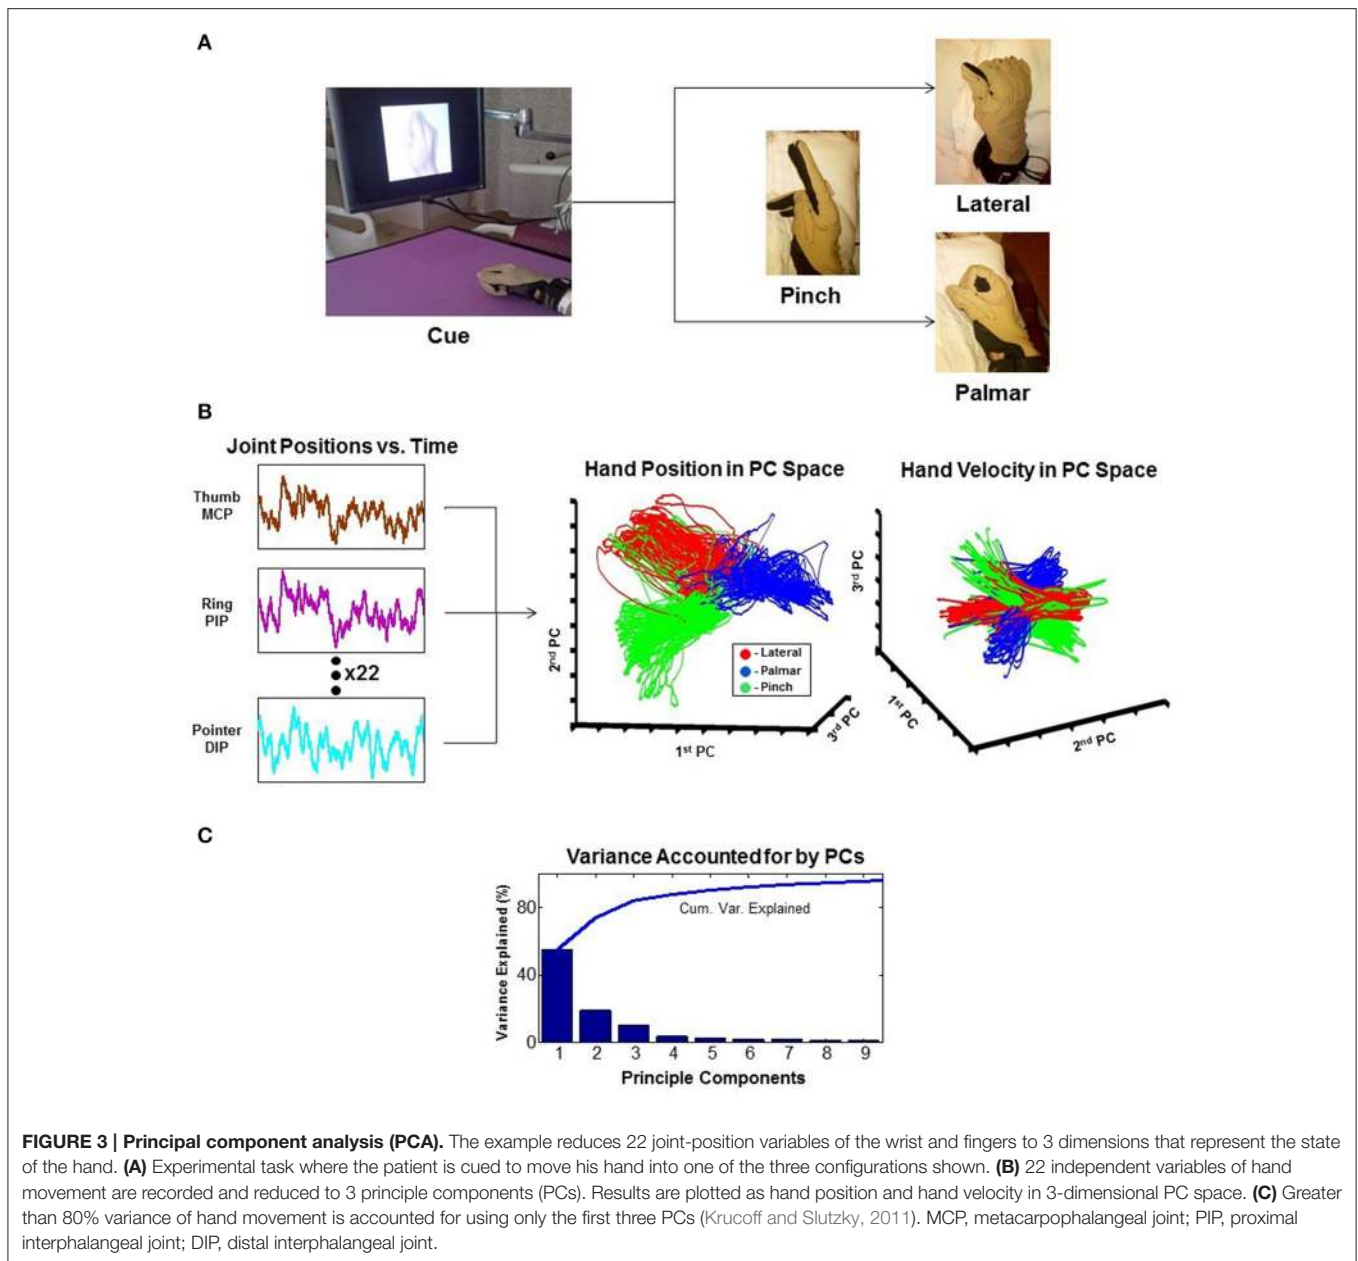 A
Cue
Pinch
Lateral
Palmar
B
Joint Positions vs. Time
Thumb
MCP
Ring
PIP
x22
Pointer
DIP
Hand Position in PC Space
2nd PC
1st PC
3rd PC
- Lateral
- Palmar
- Pinch
Hand Velocity in PC Space
3rd PC
1st PC
2nd PC
C
Variance Accounted for by PCs
Variance Explained (%)
80
40
0
Cum. Var. Explained
1 2 3 4 5 6 7 8 9
Principle Components
FIGURE 3 | Principal component analysis (PCA). The example reduces 22 joint-position variables of the wrist and fingers to 3 dimensions that represent the state
of the hand. (A) Experimental task where the patient is cued to move his hand into one of the three configurations shown. (B) 22 independent variables of hand
movement are recorded and reduced to 3 principle components (PCs). Results are plotted as hand position and hand velocity in 3-dimensional PC space. (C) Greater
than 80% variance of hand movement is accounted for using only the first three PCs (Krucoff and Slutzky, 2011). MCP, metacarpophalangeal joint; PIP, proximal
interphalangeal joint; DIP, distal interphalangeal joint.